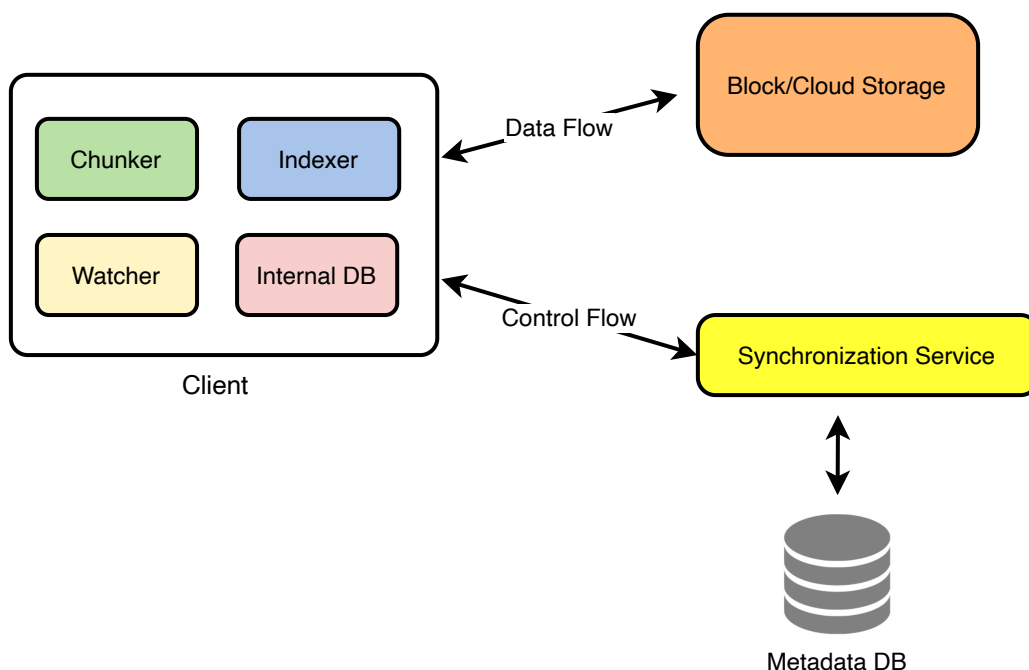 Block/Cloud Storage
Data Flow
Chunker
Indexer
Watcher
Internal DB
Control Flow
Synchronization Service
Client
Metadata DB